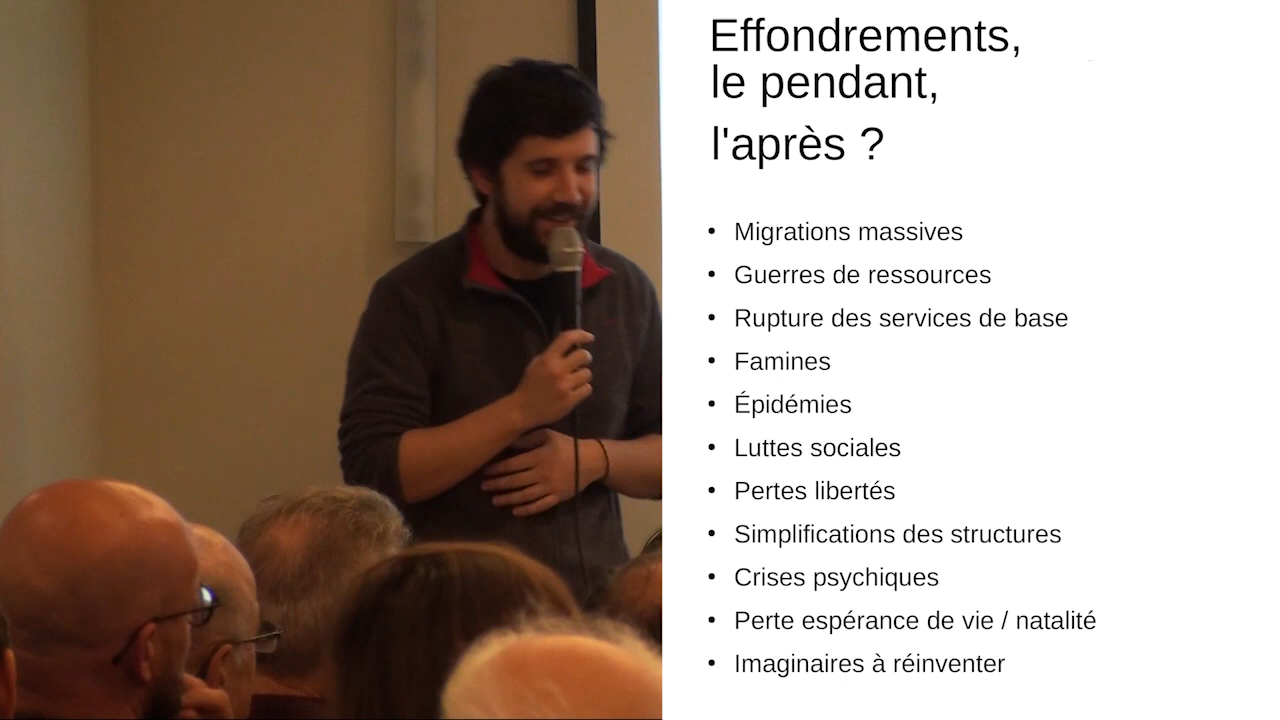 Effondrements,
le pendant,
l'après ?
• Migrations massives
• Guerres de ressources
• Rupture des services de base
• Famines
• Épidémies
• Luttes sociales
• Pertes libertés
• Simplifications des structures
• Crises psychiques
• Perte espérance de vie / natalité
• Imaginaires à réinventer